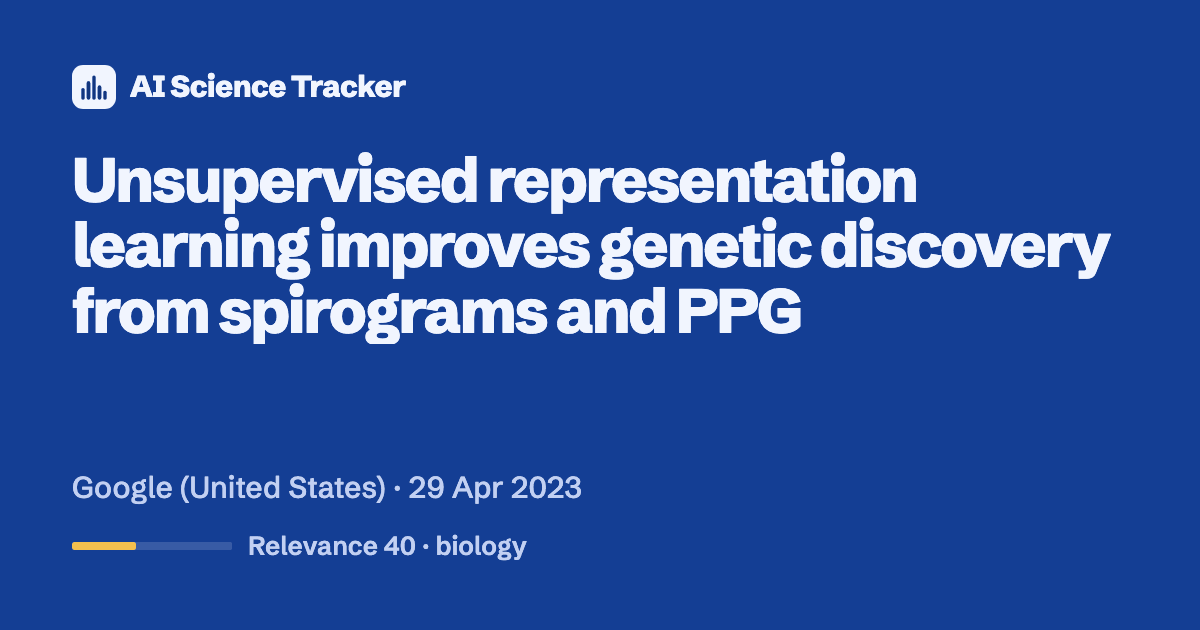 AI Science Tracker
Unsupervised representation
learning improves genetic discovery
from spirograms and PPG
Google (United States) · 29 Apr 2023
Relevance 40 · biology